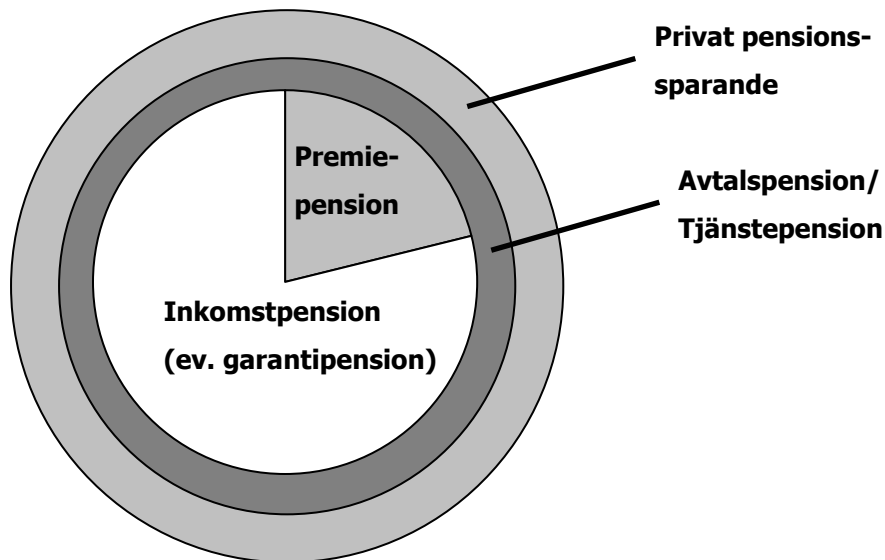 Privat pensions-
sparande
Premie-
pension
Avtalspension/
Tjänstepension
Inkomstpension
(ev. garantipension)